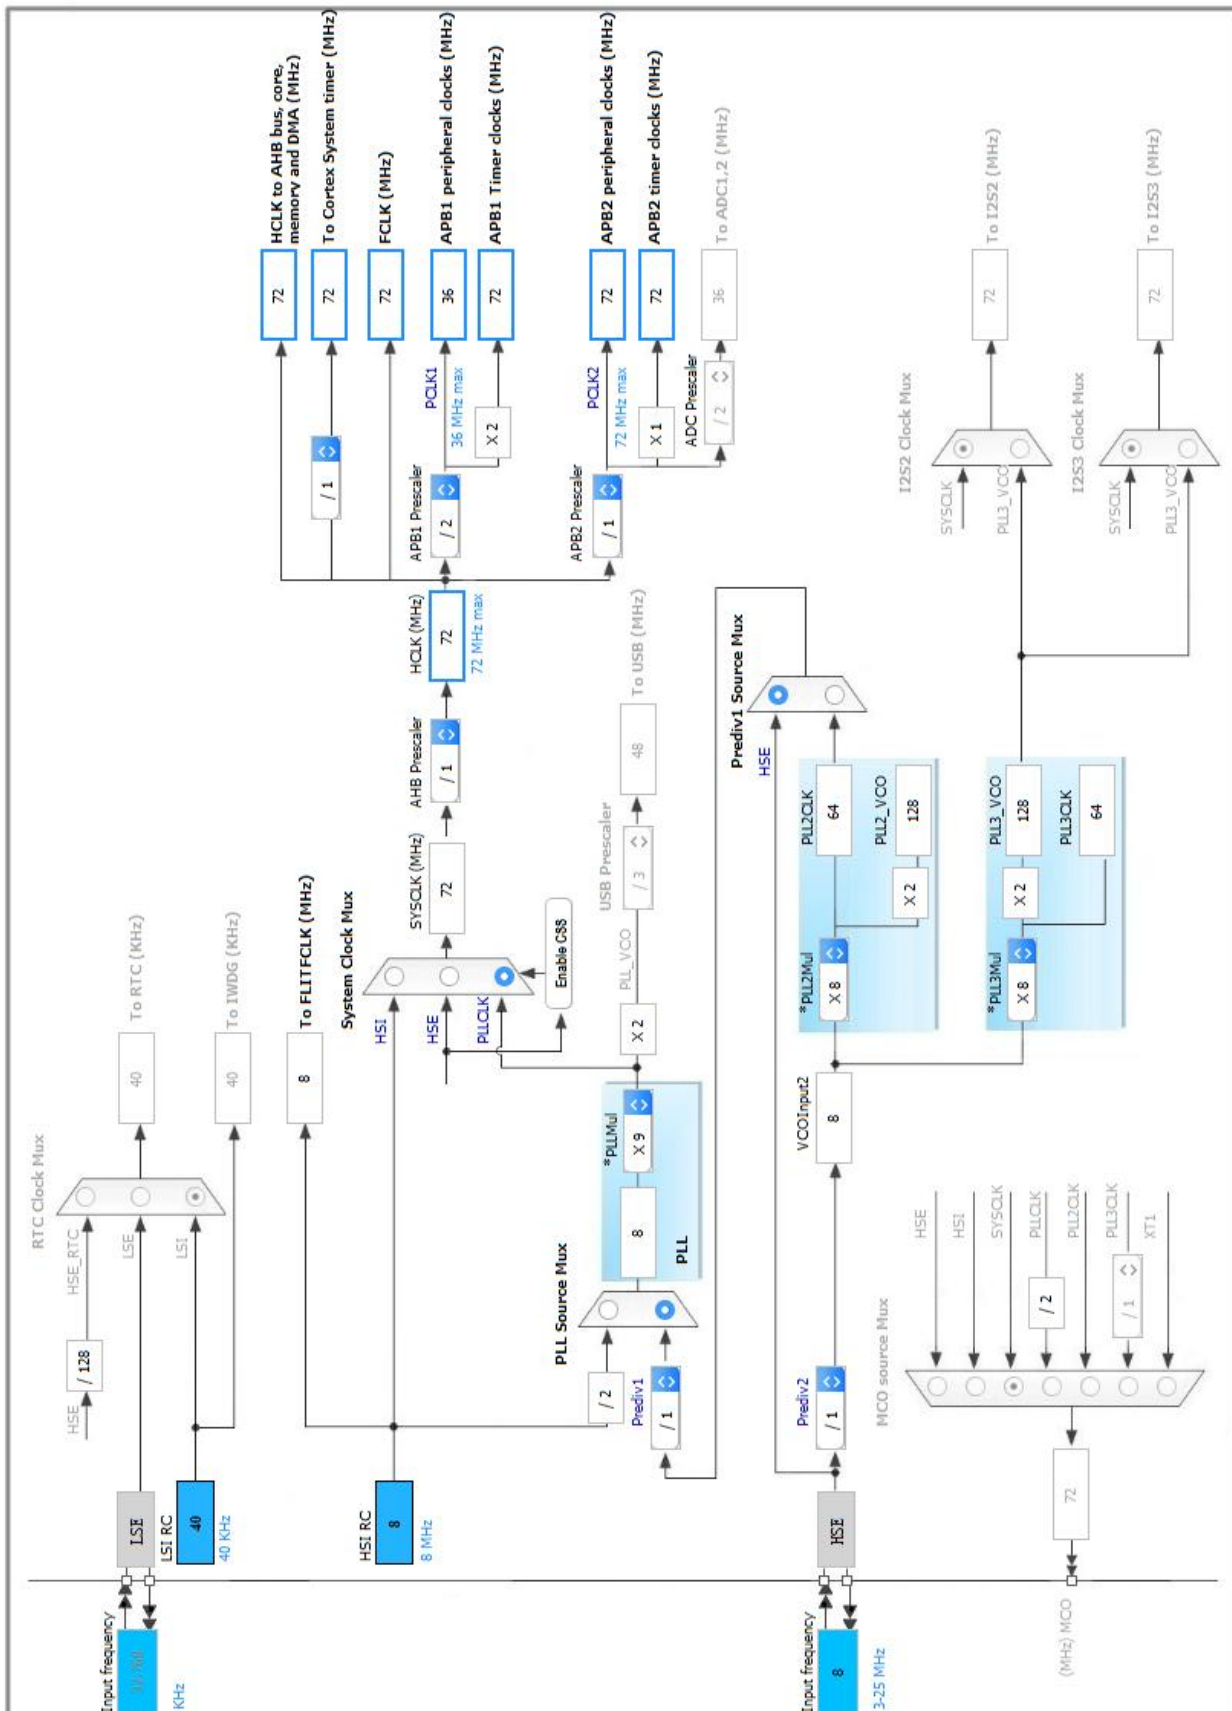 Input frequency
32.768
KHz
LSE
LSI RC
40
40 KHz
HSE
/ 128
HSE_RTC
LSE
LSI
RTC Clock Mux
40
To RTC (KHz)
40
To IWDG (KHz)
HSI RC
8
8 MHz
8
To FLITFCLK (MHz)
System Clock Mux
HSI
HSE
PLLCLK
Enable CSS
SYSCLK (MHz)
72
AHB Prescaler
/ 1
HCLK (MHz)
72
72 MHz max
72
HCLK to AHB bus, core,
memory and DMA (MHz)
/ 1
72
To Cortex System timer (MHz)
72
FCLK (MHz)
APB1 Prescaler
/ 2
PCLK1
36 MHz max
36
APB1 peripheral clocks (MHz)
X 2
72
APB1 Timer clocks (MHz)
APB2 Prescaler
/ 1
PCLK2
72 MHz max
72
APB2 peripheral clocks (MHz)
X 1
72
APB2 timer clocks (MHz)
ADC Prescaler
/ 2
36
To ADC1,2 (MHz)
PLL Source Mux
/ 2
Prediv1
/ 1
8
*PLLMul
X 9
PLL
X 2
PLL_VCO
USB Prescaler
/ 3
48
To USB (MHz)
Prediv1 Source Mux
HSE
Input frequency
8
3-25 MHz
HSE
Prediv2
/ 1
VCOInput2
8
*PLL2Mul
X 8
PLL2CLK
64
X 2
PLL2_VCO
128
*PLL3Mul
X 8
X 2
PLL3_VCO
128
PLL3CLK
64
I2S2 Clock Mux
SYSCLK
PLL3_VCO
72
To I2S2 (MHz)
I2S3 Clock Mux
SYSCLK
PLL3_VCO
72
To I2S3 (MHz)
MCO source Mux
HSE
HSI
SYSCLK
PLLCLK
/ 2
PLL2CLK
PLL3CLK
/ 1
XT1
72
(MHz) MCO